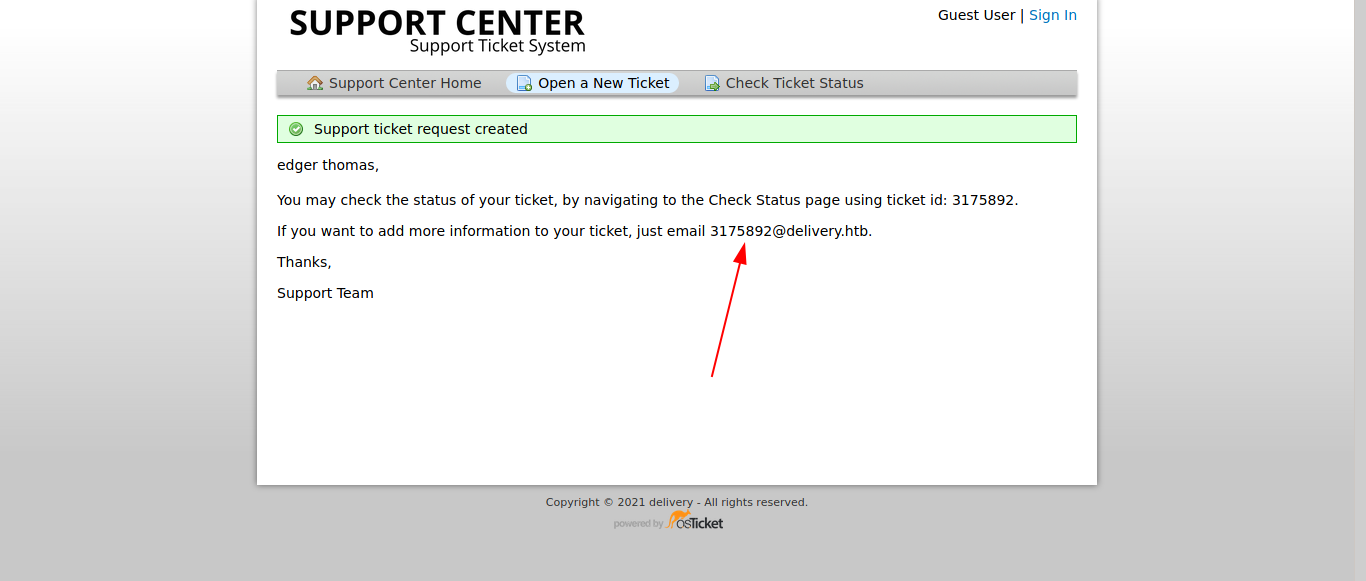 SUPPORT CENTER
Support Ticket System
Guest User | Sign In
Support Center Home Open a New Ticket Check Ticket Status
Support ticket request created
edger thomas,
You may check the status of your ticket, by navigating to the Check Status page using ticket id: 3175892.
If you want to add more information to your ticket, just email 3175892@delivery.htb.
Thanks,
Support Team
Copyright © 2021 delivery - All rights reserved.
powered by osTicket